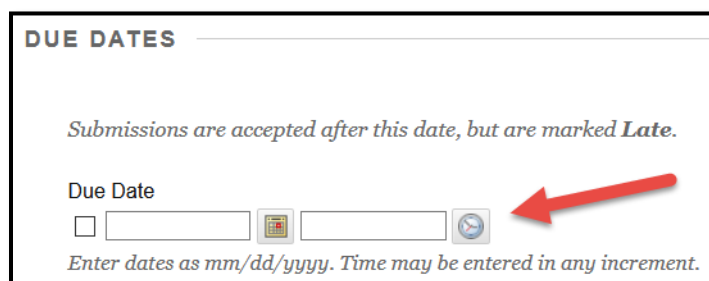 DUE DATES
Submissions are accepted after this date, but are marked Late.
Due Date
Enter dates as mm/dd/yyyy. Time may be entered in any increment.